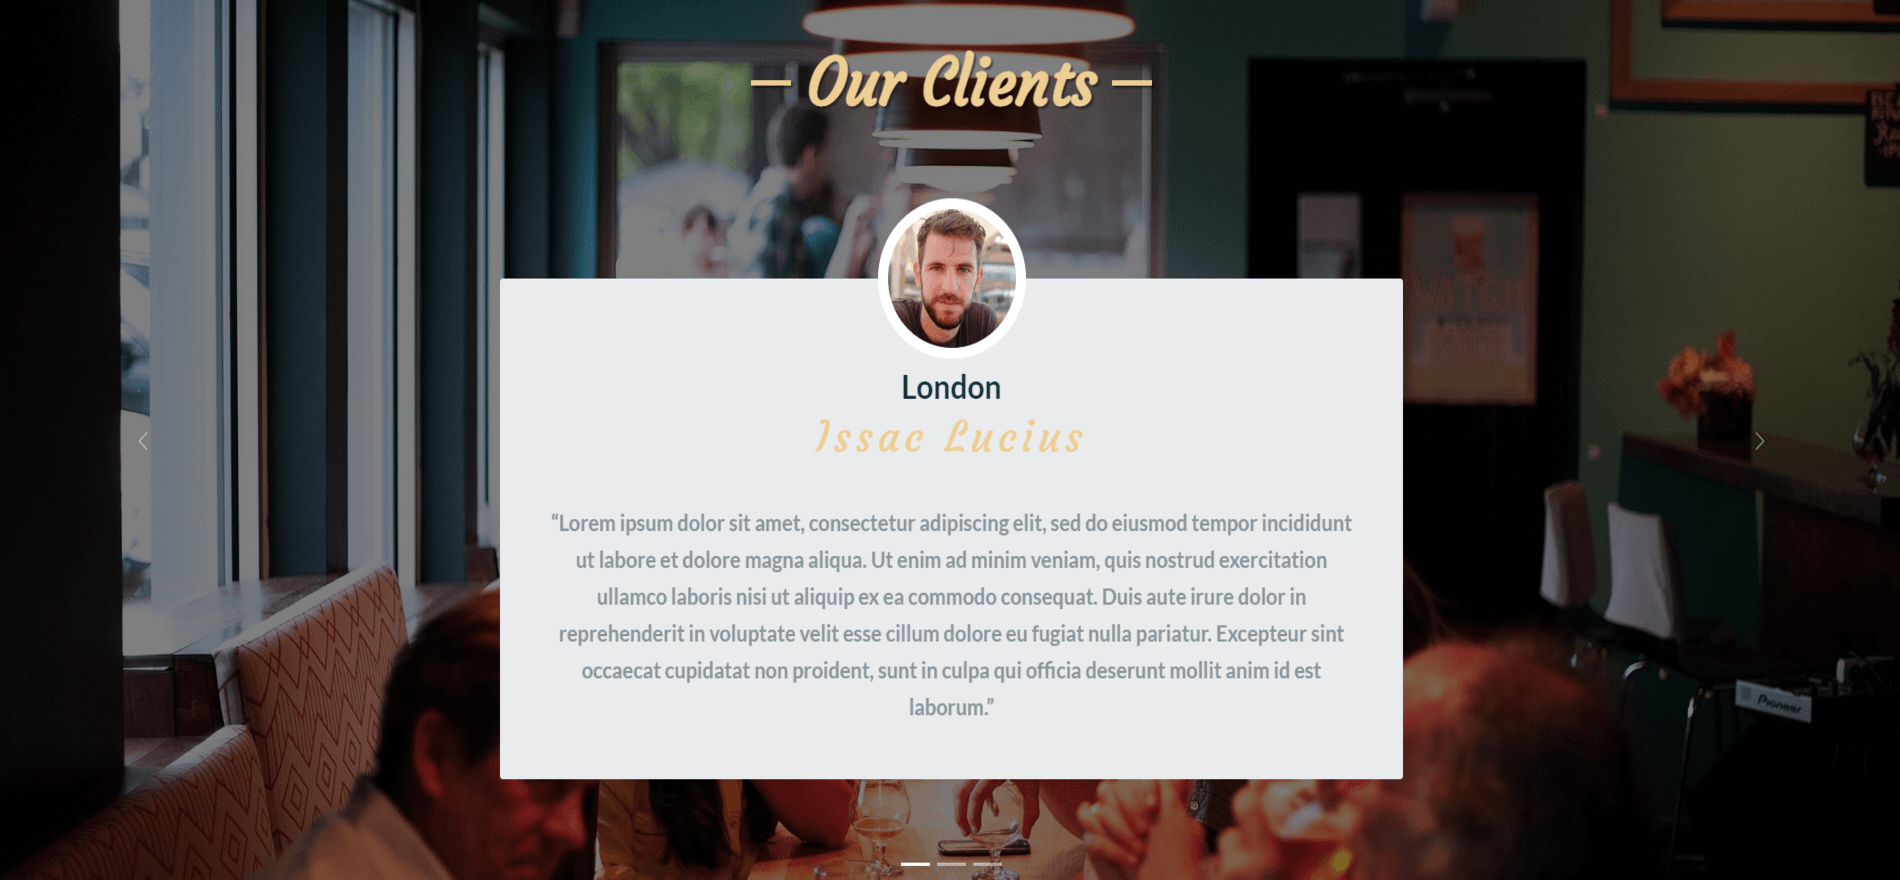 — Our Clients —
London
Issac Lucius
“Lorem ipsum dolor sit amet, consectetur adipiscing elit, sed do eiusmod tempor incididunt
ut labore et dolore magna aliqua. Ut enim ad minim veniam, quis nostrud exercitation
ullamco laboris nisi ut aliquip ex ea commodo consequat. Duis aute irure dolor in
reprehenderit in voluptate velit esse cillum dolore eu fugiat nulla pariatur. Excepteur sint
occaecat cupidatat non proident, sunt in culpa qui officia deserunt mollit anim id est
laborum.”
Pioneer